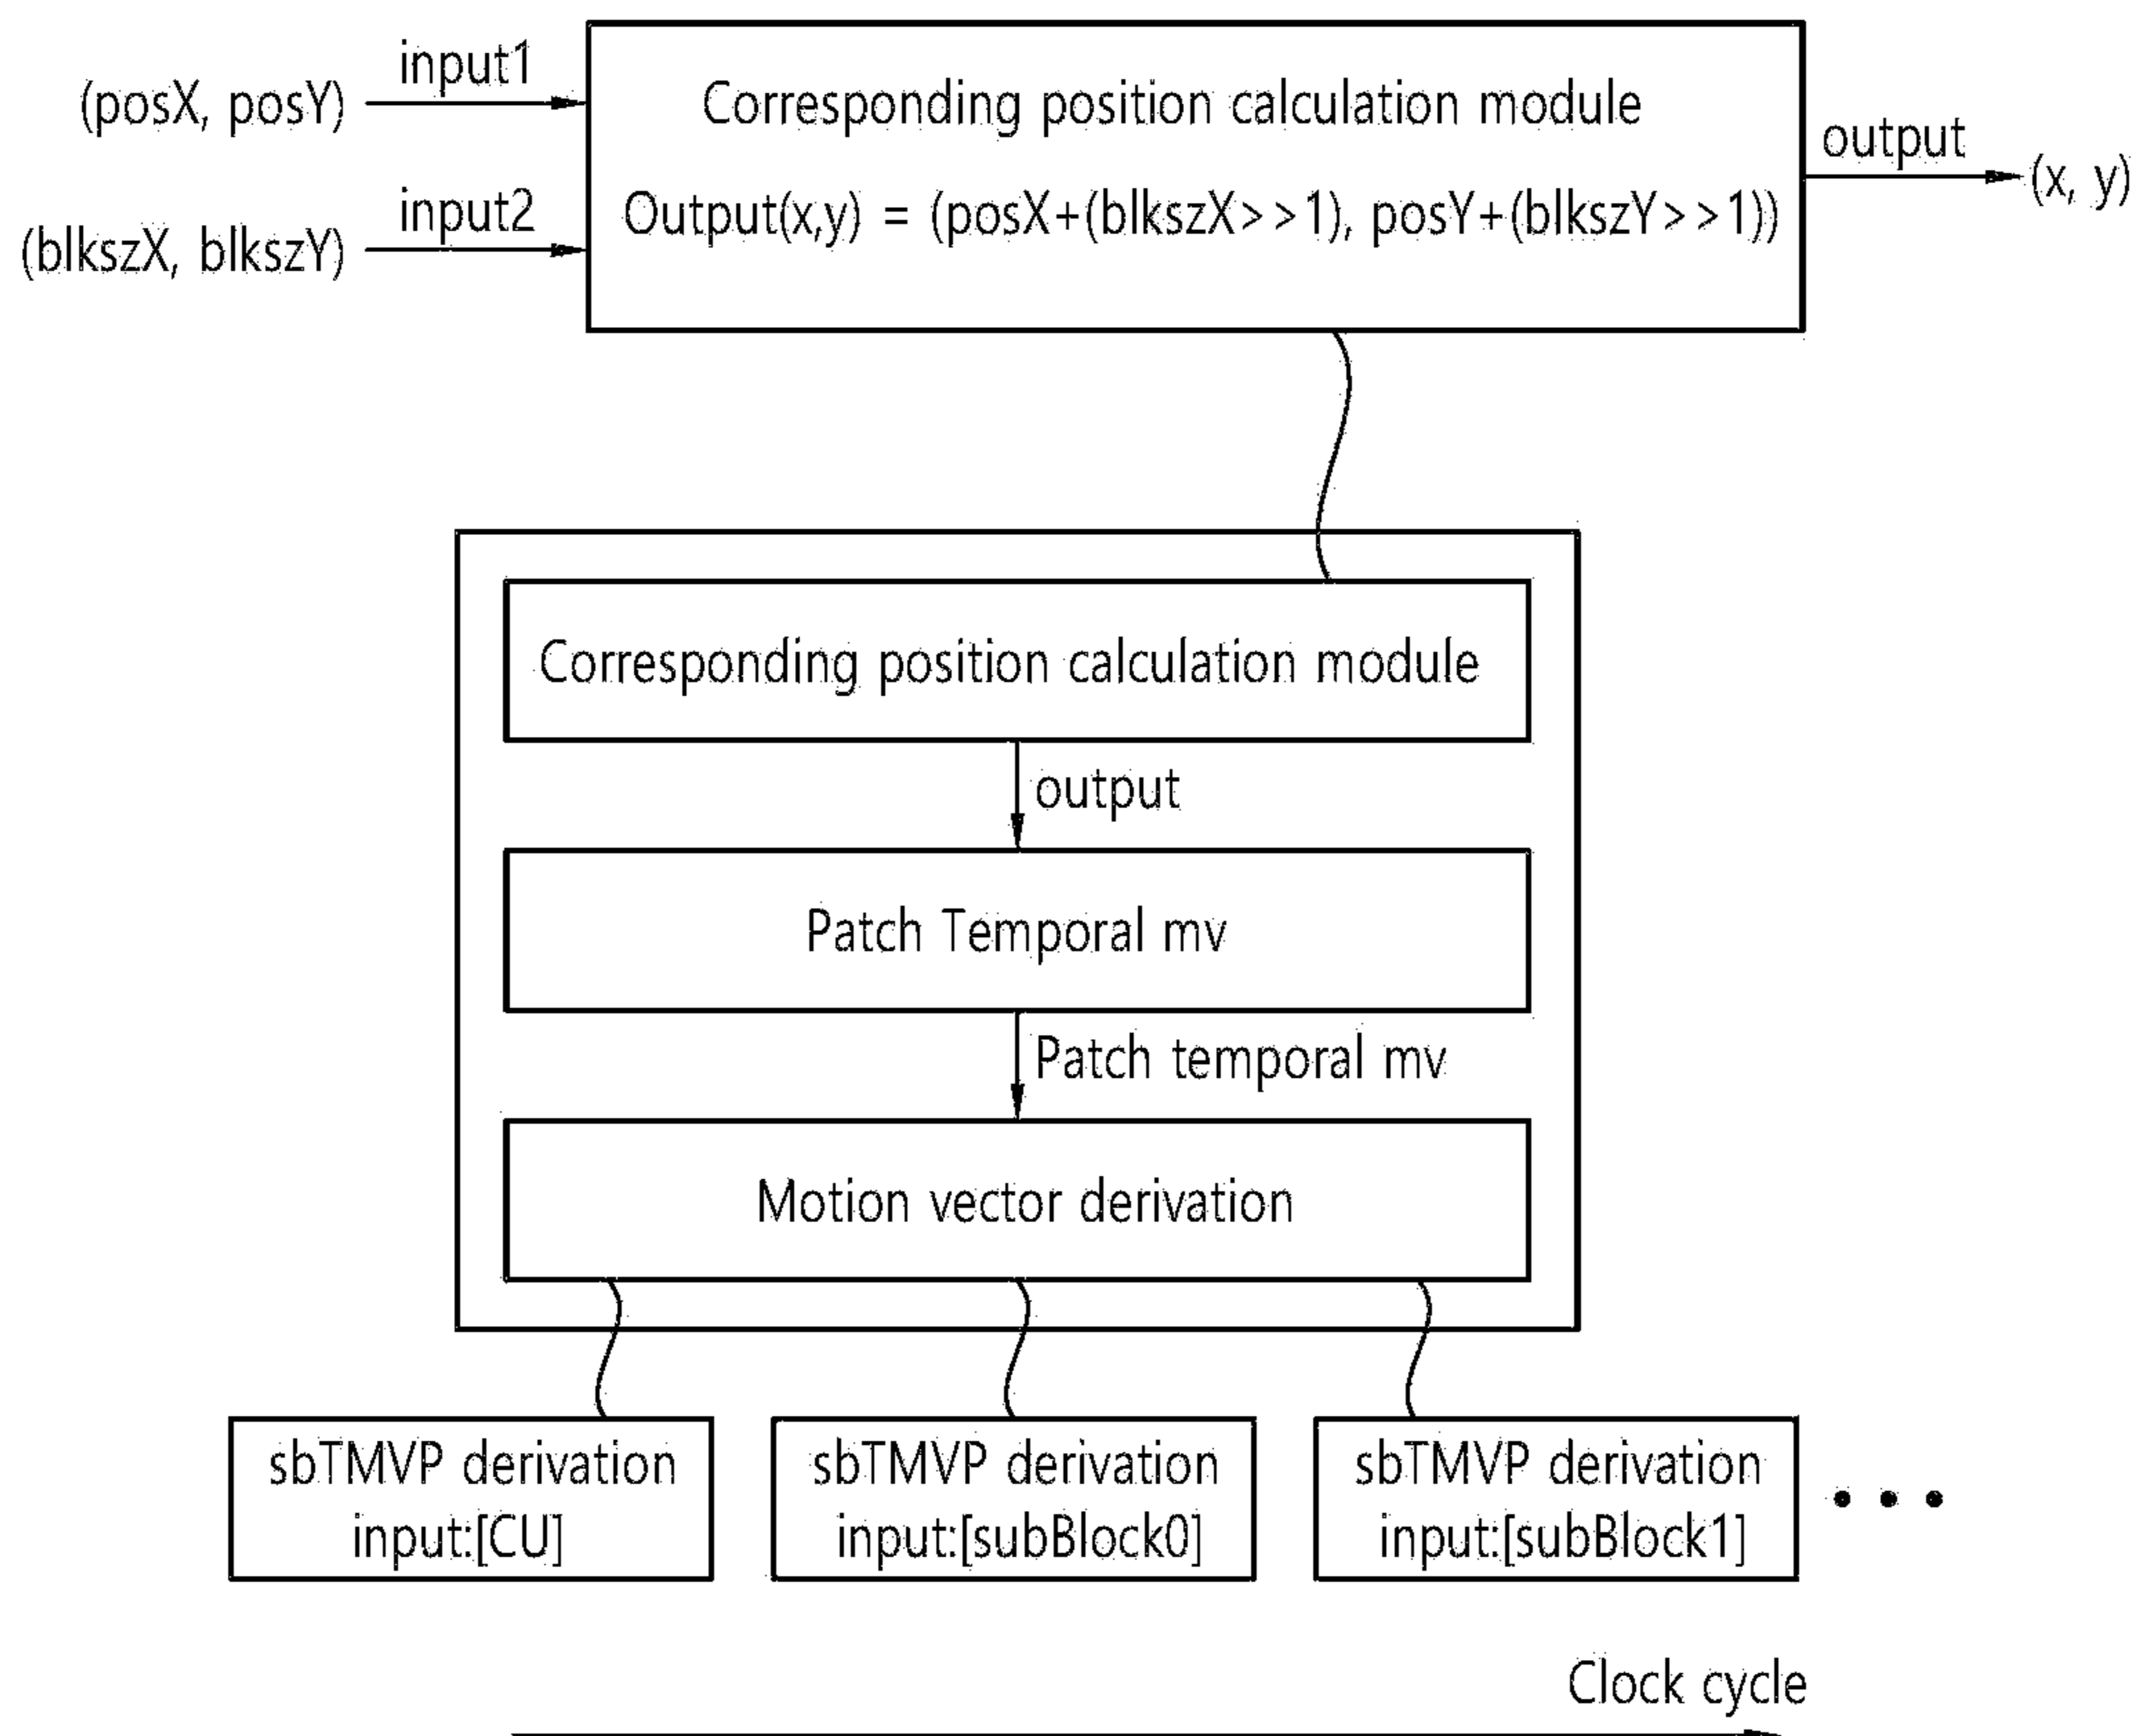 input1
(posX, posY)
Corresponding position calculation module
output
(x, y)
input2
(blkszX, blkszY)
Output(x,y) = (posX+(blkszX>>1), posY+(blkszY>>1))
Corresponding position calculation module
output
Patch Temporal mv
Patch temporal mv
Motion vector derivation
sbTMVP derivation
input:[CU]
sbTMVP derivation
input:[subBlock0]
sbTMVP derivation
input:[subBlock1]
• • •
Clock cycle